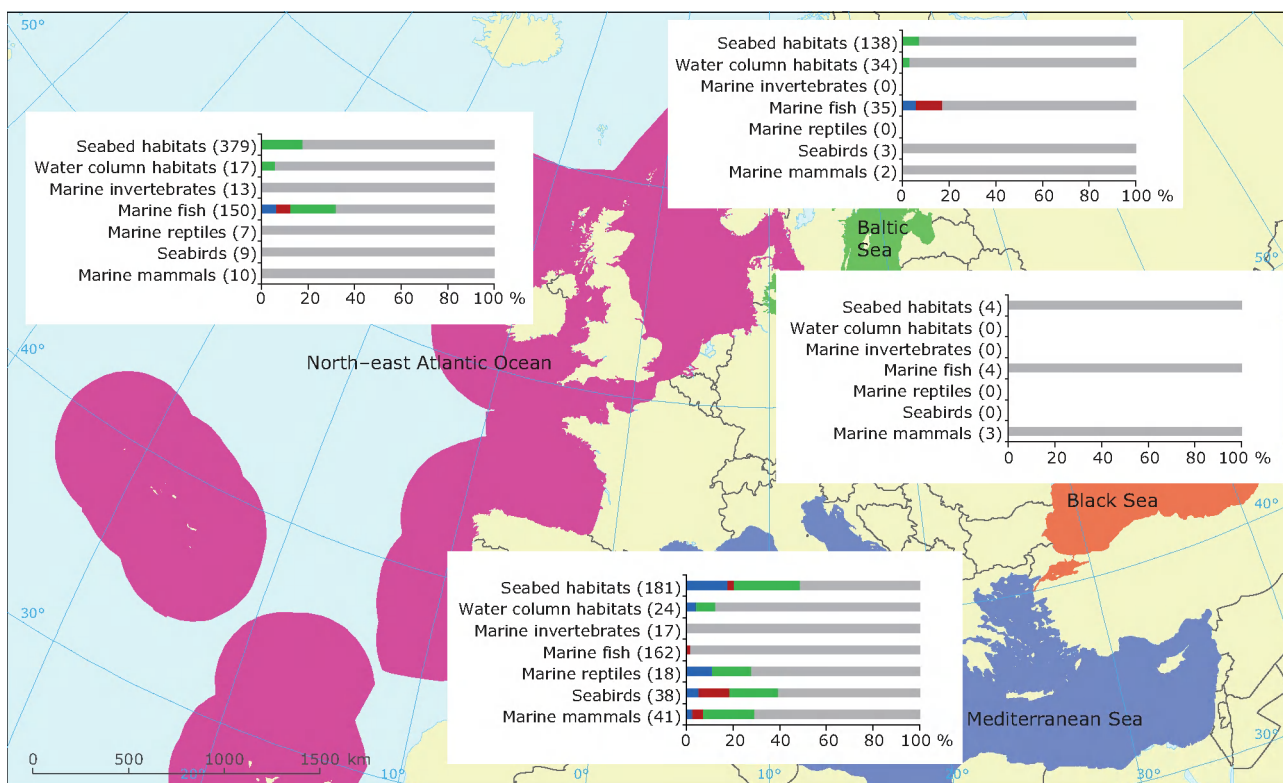 50°
40°
30°
Seabed habitats (379)
Water column habitats (17)
Marine invertebrates (13)
Marine fish (150)
Marine reptiles (7)
Seabirds (9)
Marine mammals (10)
0 20 40 60 80 100 %
Seabed habitats (138)
Water column habitats (34)
Marine invertebrates (0)
Marine fish (35)
Marine reptiles (0)
Seabirds (3)
Marine mammals (2)
0 20 40 60 80 100 %
Baltic
Sea
50°
Seabed habitats (4)
Water column habitats (0)
Marine invertebrates (0)
Marine fish (4)
Marine reptiles (0)
Seabirds (0)
Marine mammals (3)
0 20 40 60 80 100 %
North–east Atlantic Ocean
Black Sea
40°
Seabed habitats (181)
Water column habitats (24)
Marine invertebrates (17)
Marine fish (162)
Marine reptiles (18)
Seabirds (38)
Marine mammals (41)
0 20 40 60 80 100 %
Mediterranean Sea
30°
0 500 1000 1500 km
20° 10° 0° 10° 20° 30°